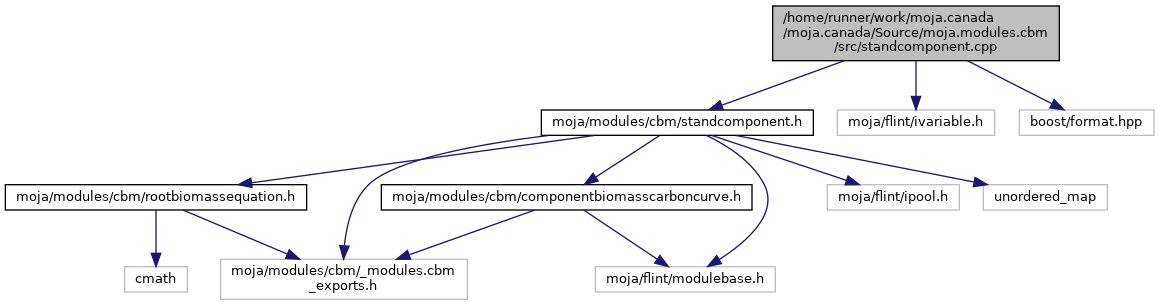 /home/runner/work/moja.canada
/moja.canada/Source/moja.modules.cbm
/src/standcomponent.cpp
moja/modules/cbm/standcomponent.h
moja/flint/ivariable.h
boost/format.hpp
moja/modules/cbm/rootbiomassequation.h
moja/modules/cbm/componentbiomasscarboncurve.h
moja/flint/ipool.h
unordered_map
cmath
moja/modules/cbm/_modules.cbm
_exports.h
moja/flint/modulebase.h